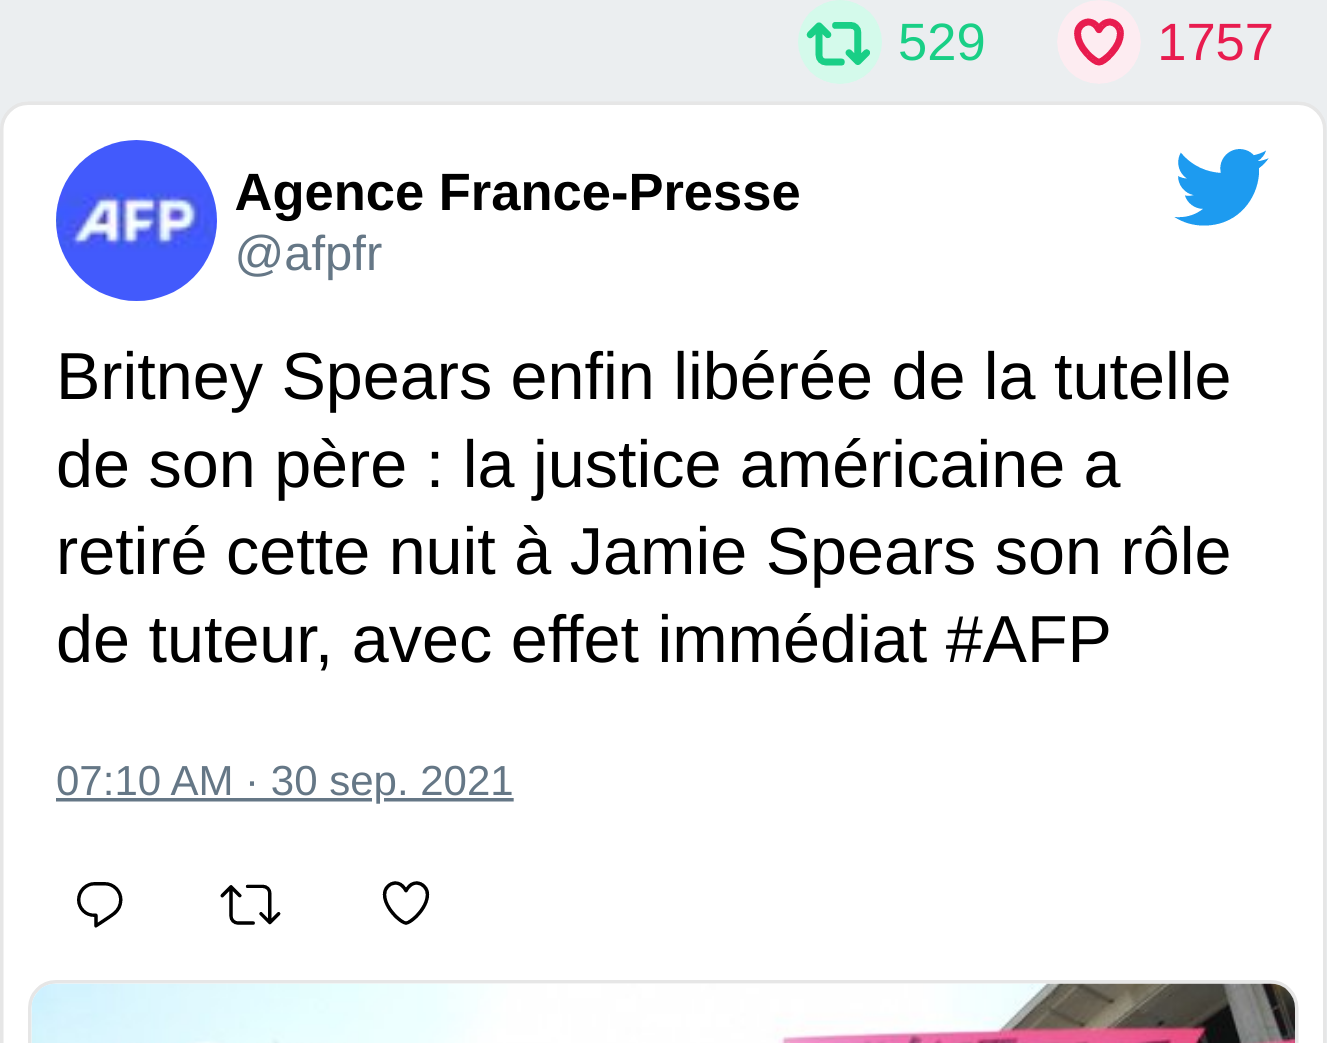 529 1757
AFP
Agence France-Presse
@afpfr
Britney Spears enfin libérée de la tutelle
de son père : la justice américaine a
retiré cette nuit à Jamie Spears son rôle
de tuteur, avec effet immédiat #AFP
07:10 AM · 30 sep. 2021